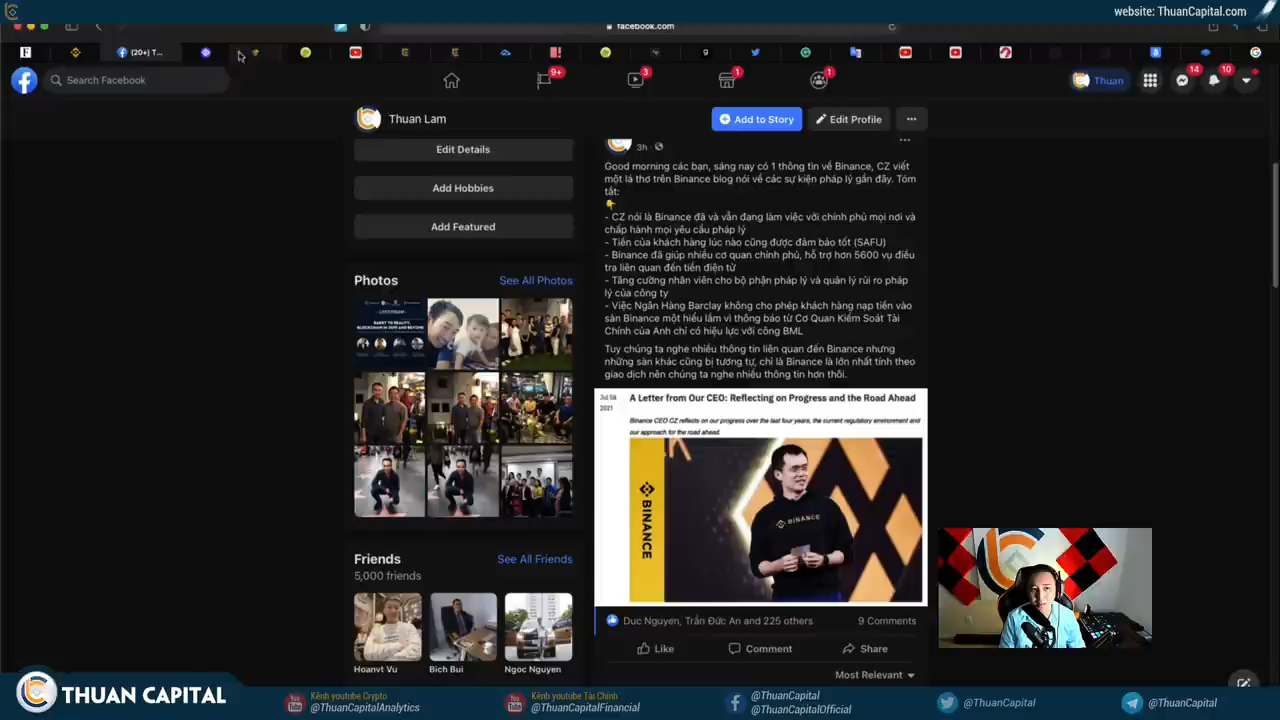 website: ThuanCapital.com
facebook.com
(20+) T...
Search Facebook
9+
3
1
1
Thuan
14
10
Thuan Lam
Add to Story
Edit Profile
Edit Details
Add Hobbies
Add Featured
Photos
See All Photos
Friends
See All Friends
5,000 friends
Hoanvt Vu
Bich Bui
Ngoc Nguyen
3h
Good morning các bạn, sáng nay có 1 thông tin về Binance, CZ viết
một lá thơ trên Binance blog nói về các sự kiện pháp lý gần đây. Tóm
tắt:
👇
- CZ nói là Binance đã và vẫn đang làm việc với chính phủ mọi nơi và
chấp hành mọi yêu cầu pháp lý
- Tiền của khách hàng lúc nào cũng được đảm bảo tốt (SAFU)
- Binance đã giúp nhiều cơ quan chính phủ, hỗ trợ hơn 5600 vụ điều
tra liên quan đến tiền điện tử
- Tăng cường nhân viên cho bộ phận pháp lý và quản lý rủi ro pháp
lý của công ty
- Việc Ngân Hàng Barclay không cho phép khách hàng nạp tiền vào
sàn Binance một hiểu lầm vì thông báo từ Cơ Quan Kiểm Soát Tài
Chính của Anh chỉ có hiệu lực với công BML
Tuy chúng ta nghe nhiều thông tin liên quan đến Binance nhưng
những sàn khác cũng bị tương tự, chỉ là Binance là lớn nhất tính theo
giao dịch nên chúng ta nghe nhiều thông tin hơn thôi.
2021
A Letter from Our CEO: Reflecting on Progress and the Road Ahead
Binance CEO CZ reflects on our progress over the last four years, the current regulatory environment and
our approach for the road ahead.
BINANCE
BINANCE
Duc Nguyen, Trần Đức An and 225 others
9 Comments
Like
Comment
Share
Most Relevant
THUAN CAPITAL
Kênh youtube Crypto
@ThuanCapitalAnalytics
Kênh youtube Tài Chính
@ThuanCapitalFinancial
@ThuanCapital
@ThuanCapitalOfficial
@ThuanCapital
@ThuanCapital